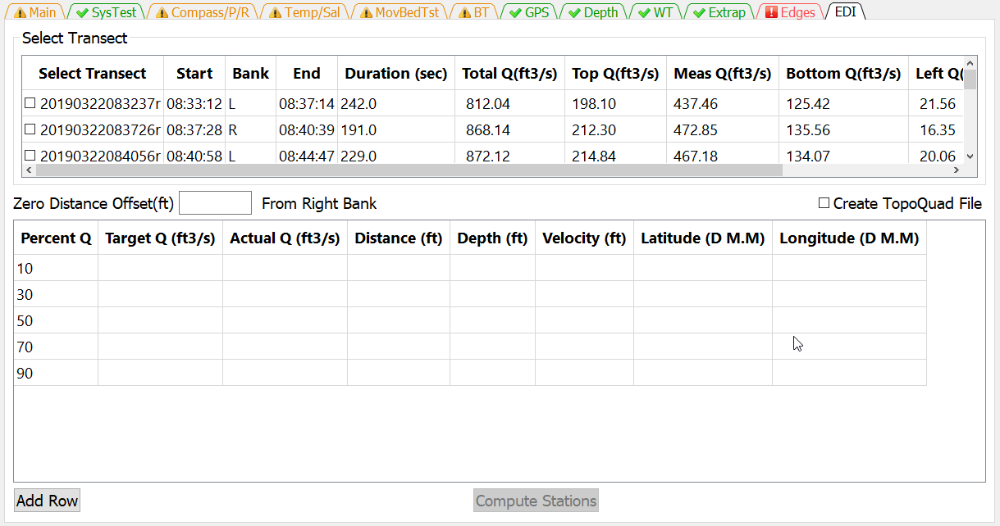 Main SysTest Compass/P/R Temp/Sal MovBedTst BT GPS Depth WT Extrap Edges EDI
Select Transect
Select Transect Start Bank End Duration (sec) Total Q(ft3/s) Top Q(ft3/s) Meas Q(ft3/s) Bottom Q(ft3/s) Left Q(
20190322083237r 08:33:12 L 08:37:14 242.0 812.04 198.10 437.46 125.42 21.56
20190322083726r 08:37:28 R 08:40:39 191.0 868.14 212.30 472.85 135.56 16.35
20190322084056r 08:40:58 L 08:44:47 229.0 872.12 214.84 467.18 134.07 20.06
Zero Distance Offset(ft) From Right Bank Create TopoQuad File
Percent Q Target Q (ft3/s) Actual Q (ft3/s) Distance (ft) Depth (ft) Velocity (ft) Latitude (D M.M) Longitude (D M.M)
10
30
50
70
90
Add Row Compute Stations